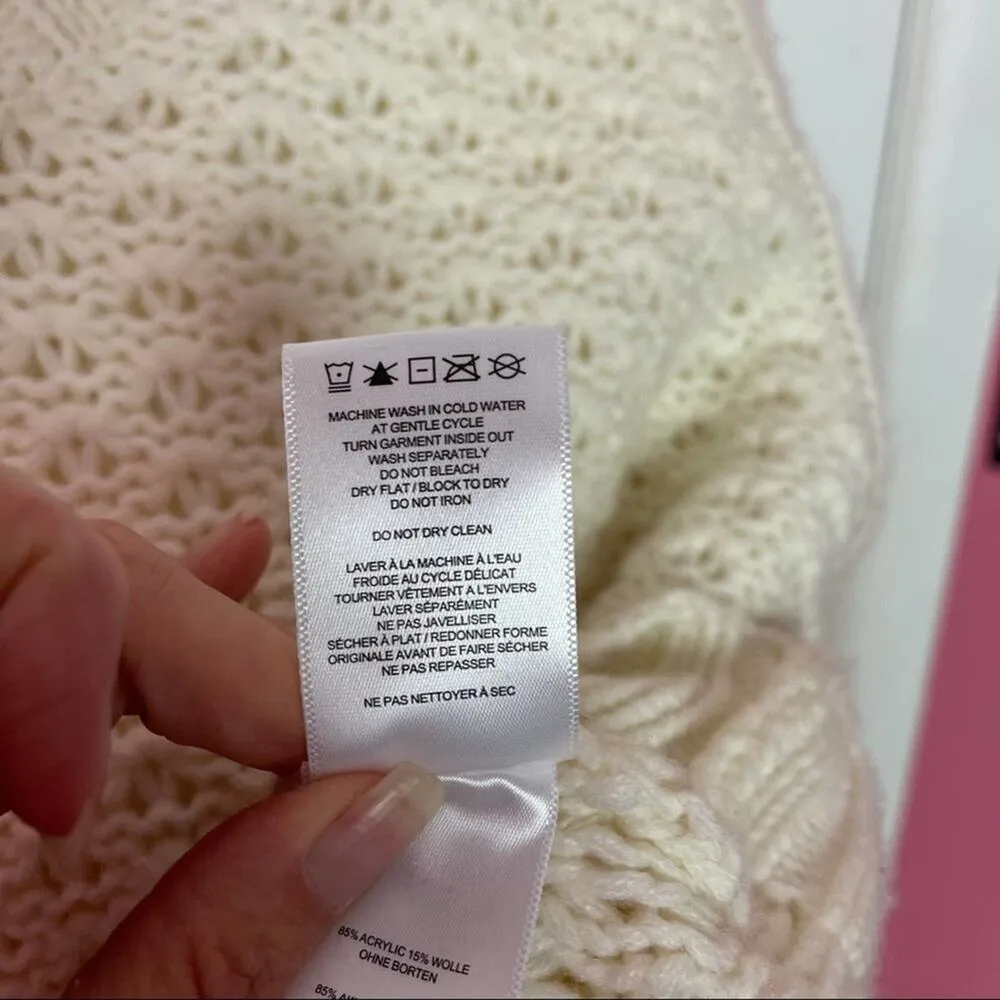 MACHINE WASH IN COLD WATER
AT GENTLE CYCLE
TURN GARMENT INSIDE OUT
WASH SEPARATELY
DO NOT BLEACH
DRY FLAT / BLOCK TO DRY
DO NOT IRON
DO NOT DRY CLEAN
LAVER À LA MACHINE À L'EAU
FROIDE AU CYCLE DÉLICAT
TOURNER VÊTEMENT A L'ENVERS
LAVER SÉPARÉMENT
NE PAS JAVELLISER
SÉCHER À PLAT / REDONNER FORME
ORIGINALE AVANT DE FAIRE SÉCHER
NE PAS REPASSER
NE PAS NETTOYER À SEC
85% ACRYLIC 15% WOLLE
OHNE BORTEN
85%